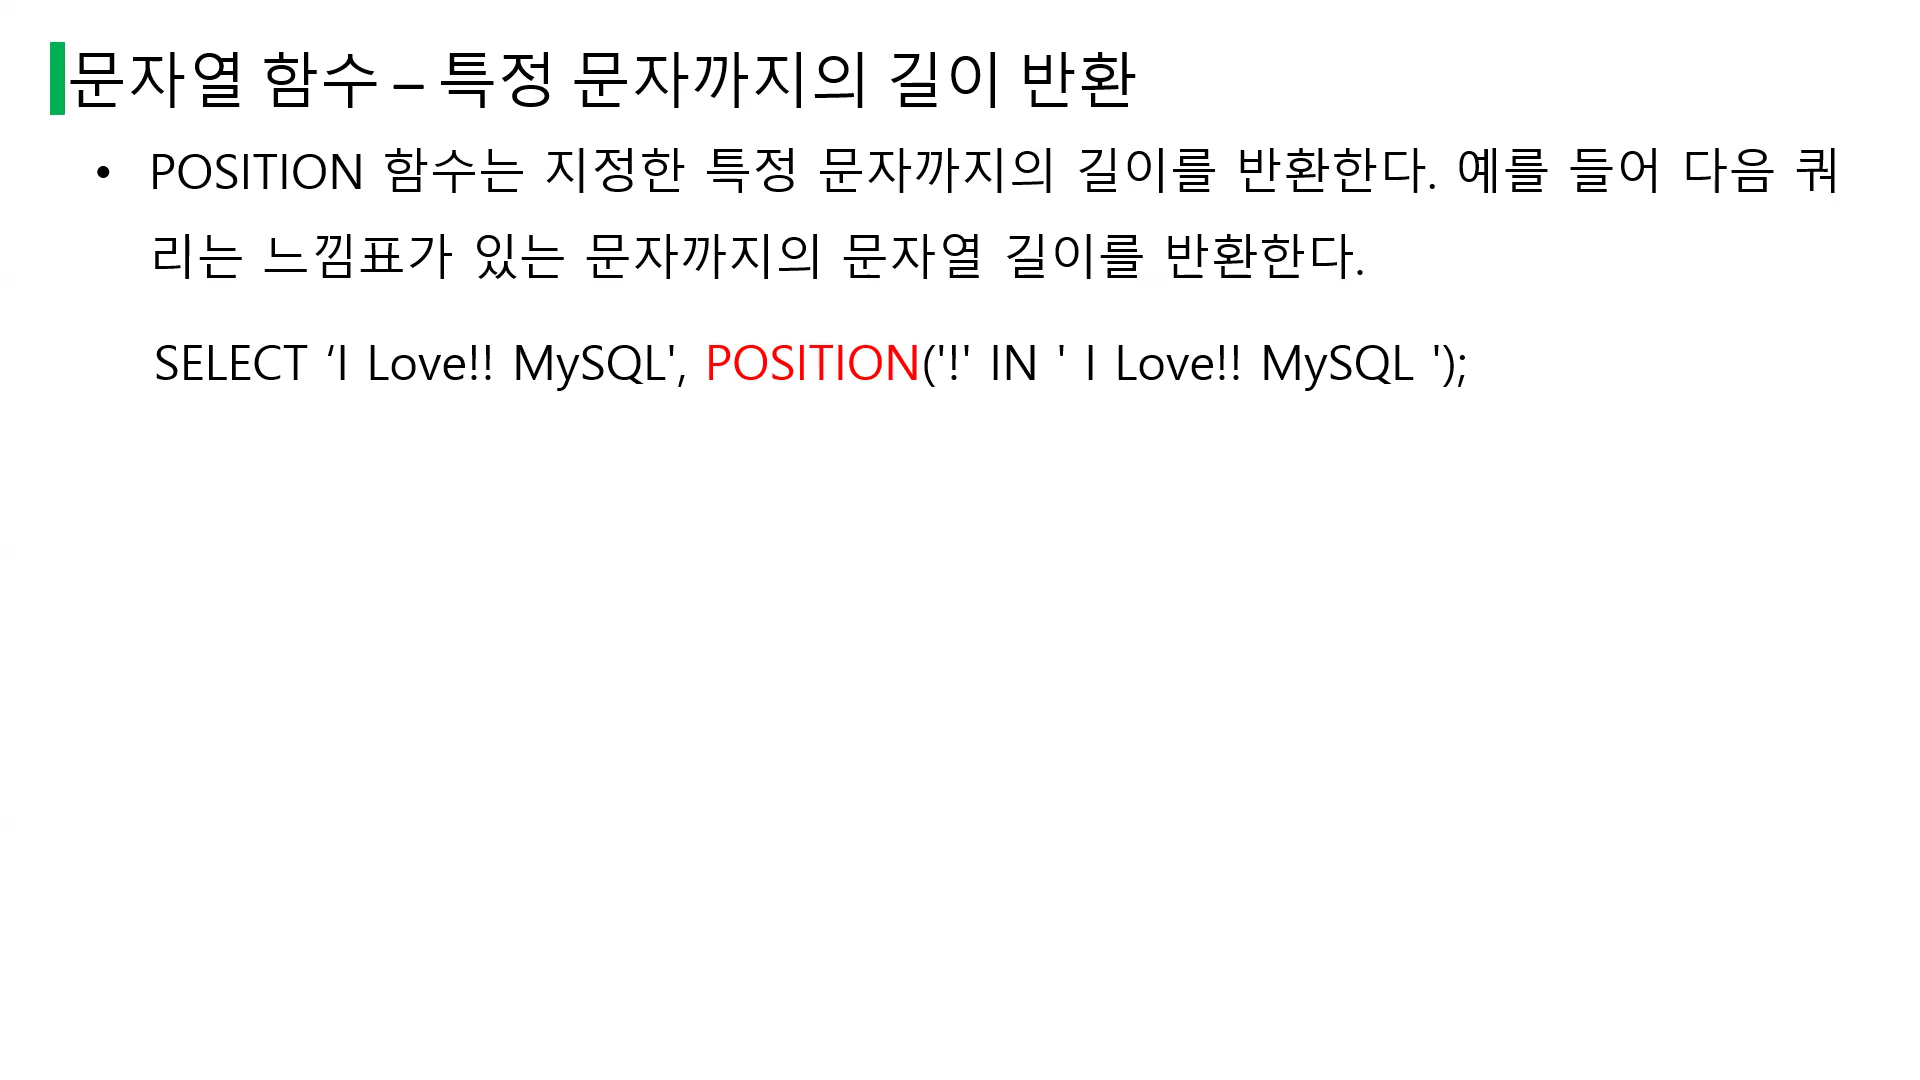 문자열 함수 – 특정 문자까지의 길이 반환
• POSITION 함수는 지정한 특정 문자까지의 길이를 반환한다. 예를 들어 다음 쿼
리는 느낌표가 있는 문자까지의 문자열 길이를 반환한다.
SELECT ‘I Love!! MySQL', POSITION('!' IN ' I Love!! MySQL ');